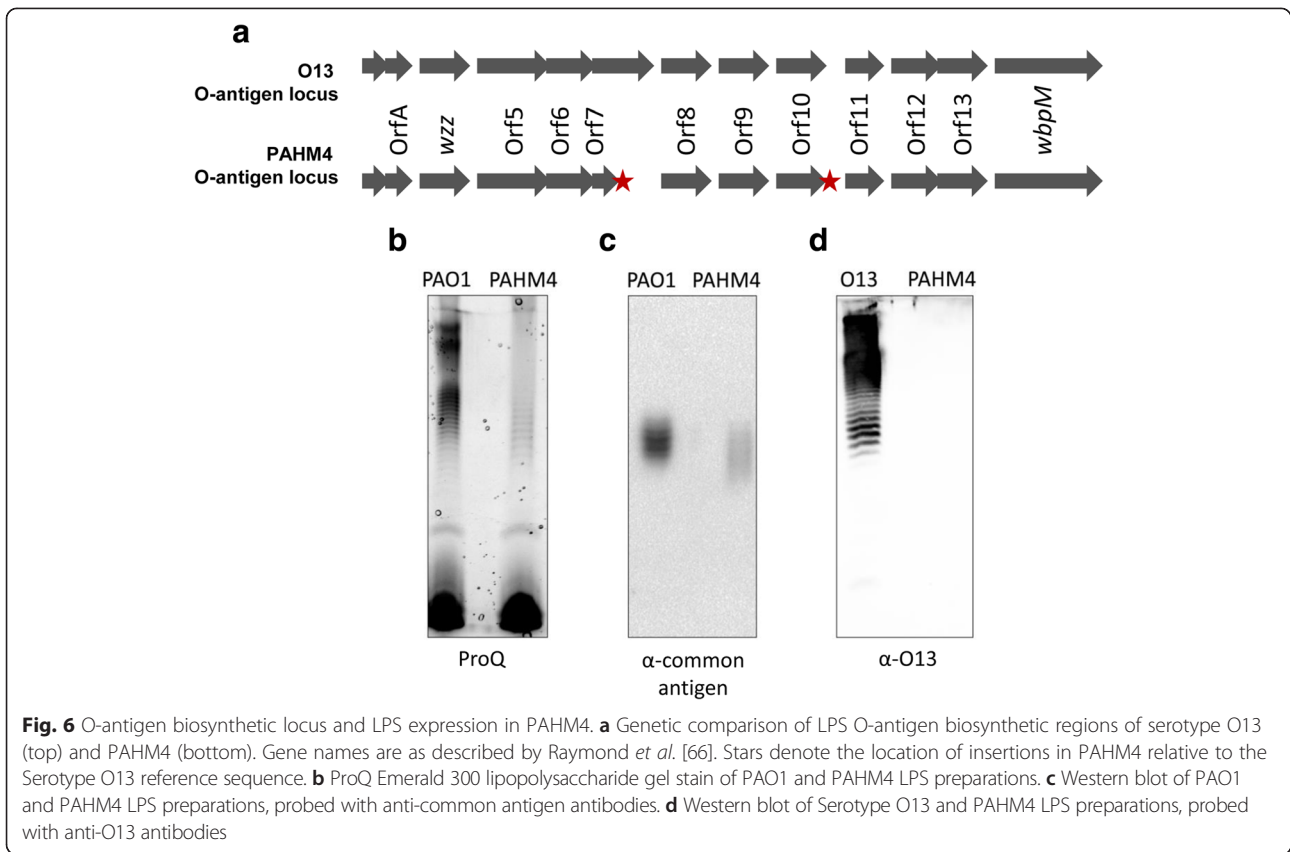 a
O13
O-antigen locus
OrfA
wzz
Orf5
Orf6
Orf7
Orf8
Orf9
Orf10
Orf11
Orf12
Orf13
wbpM
PAHM4
O-antigen locus
b
c
d
PAO1 PAHM4
PAO1 PAHM4
O13 PAHM4
ProQ
α-common
antigen
α-O13
Fig. 6 O-antigen biosynthetic locus and LPS expression in PAHM4. a Genetic comparison of LPS O-antigen biosynthetic regions of serotype O13
(top) and PAHM4 (bottom). Gene names are as described by Raymond et al. [66]. Stars denote the location of insertions in PAHM4 relative to the
Serotype O13 reference sequence. b ProQ Emerald 300 lipopolysaccharide gel stain of PAO1 and PAHM4 LPS preparations. c Western blot of PAO1
and PAHM4 LPS preparations, probed with anti-common antigen antibodies. d Western blot of Serotype O13 and PAHM4 LPS preparations, probed
with anti-O13 antibodies